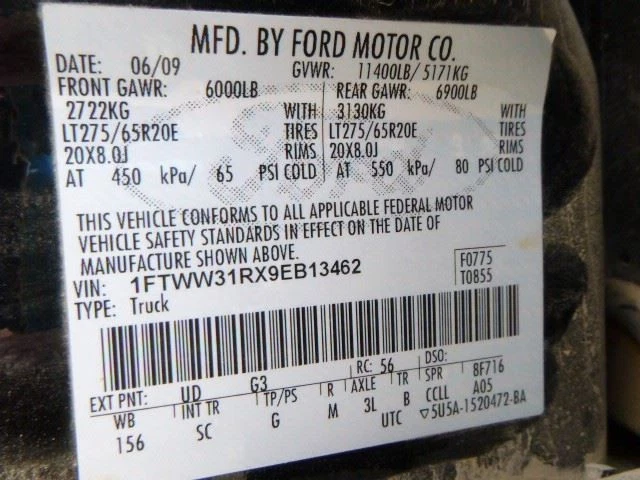 MFD. BY FORD MOTOR CO.
DATE: 06/09 GVWR: 11400LB/ 5171KG
FRONT GAWR: 6000LB REAR GAWR: 6900LB
2722KG WITH 3130KG WITH
LT275/65R20E TIRES LT275/65R20E TIRES
20X8.0J RIMS 20X8.0J RIMS
AT 450 kPa/ 65 PSI COLD AT 550 kPa/ 80 PSI COLD
THIS VEHICLE CONFORMS TO ALL APPLICABLE FEDERAL MOTOR
VEHICLE SAFETY STANDARDS IN EFFECT ON THE DATE OF
MANUFACTURE SHOWN ABOVE.
VIN: 1FTWW31RX9EB13462 F0775
TYPE: Truck T0855
EXT PNT: UD G3 RC: 56 DSO:
WB INT TR TP/PS R AXLE TR SPR 8F716
156 SC G M 3L B CCLL A05
UTC ▽5U5A-1520472-BA